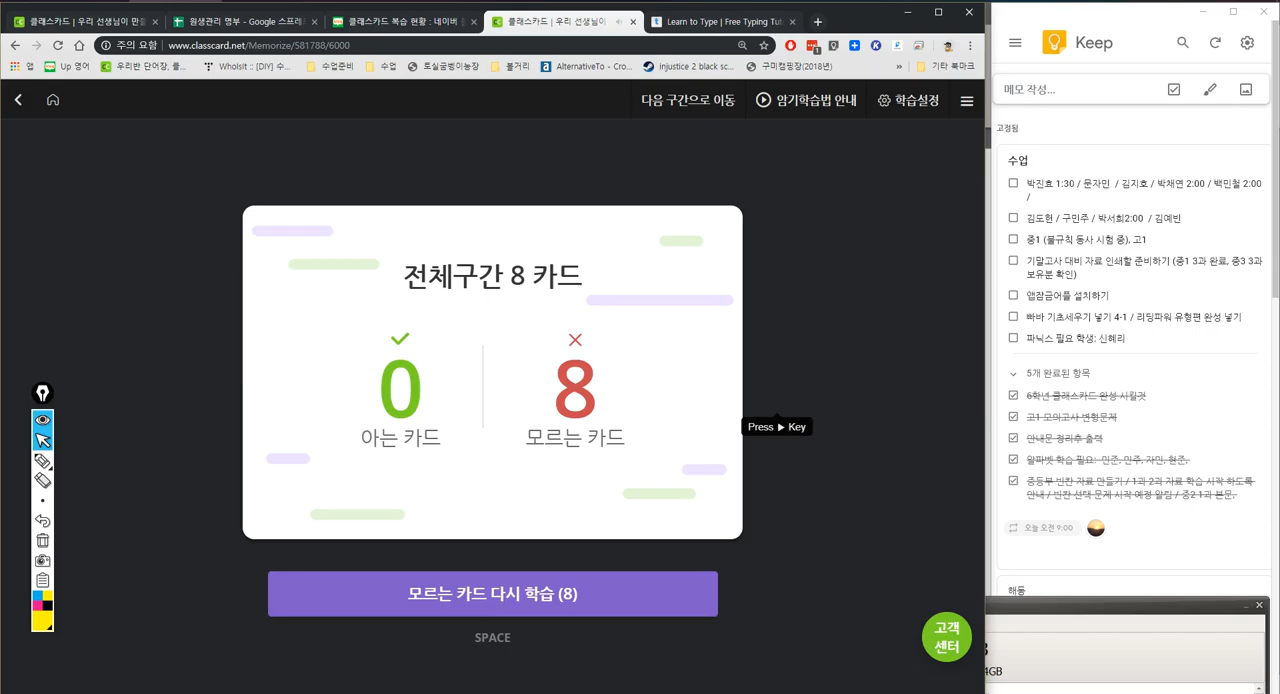 클래스카드 | 우리 선생님이 만들
원생관리 명부 - Google 스프레
클래스카드 복습 현황 : 네이버
클래스카드 | 우리 선생님이
Learn to Type | Free Typing Tut
주의 요함
www.classcard.net/Memorize/581788/6000
앱
Up 영어
우리반 단어장, 클...
WhoisIt :: [DIY] 수...
수업준비
수업
토실굼벵이농장
볼거리
AlternativeTo - Cro...
injustice 2 black sc...
구미캠핑장(2018년)
»
기타 북마크
다음 구간으로 이동
암기학습법 안내
학습설정
전체구간 8 카드
0
아는 카드
8
모르는 카드
Press ▶ Key
모르는 카드 다시 학습 (8)
SPACE
고객
센터
Keep
메모 작성...
고정됨
수업
박진효 1:30 / 문자민 / 김지호 / 박채연 2:00 / 백민철 2:00
/
김도현 / 구민주 / 박서희2:00 / 김예빈
중1 (불규칙 동사 시험 중), 고1
기말고사 대비 자료 인쇄할 준비하기 (중1 3과 완료, 중3 3과
보유분 확인)
앱잠금어플 설치하기
빠바 기초세우기 넣기 4-1 / 리딩파워 유형편 완성 넣기
파닉스 필요 학생: 신혜리
5개 완료된 항목
6학년 클래스카드 완성 시킬것
고1 모의고사 변형문제
안내문 정리후 출력
알파벳 학습 필요: 민준, 민주, 자민, 현준,
중등부 빈칸 자료 만들기 / 1과 2과 자료 학습 시작 하도록
안내 / 빈칸 선택 문제 시작 예정 알림 / 중2 1과 본문,
오늘 오전 9:00
해동
4GB